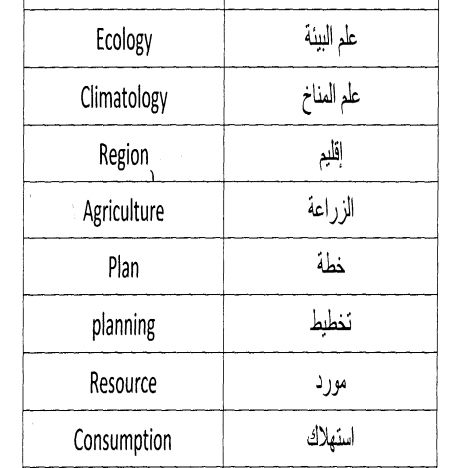 Ecology علم البيئة
Climatology علم المناخ
Region إقليم
Agriculture الزراعة
Plan خطة
planning تخطيط
Resource مورد
Consumption استهلاك